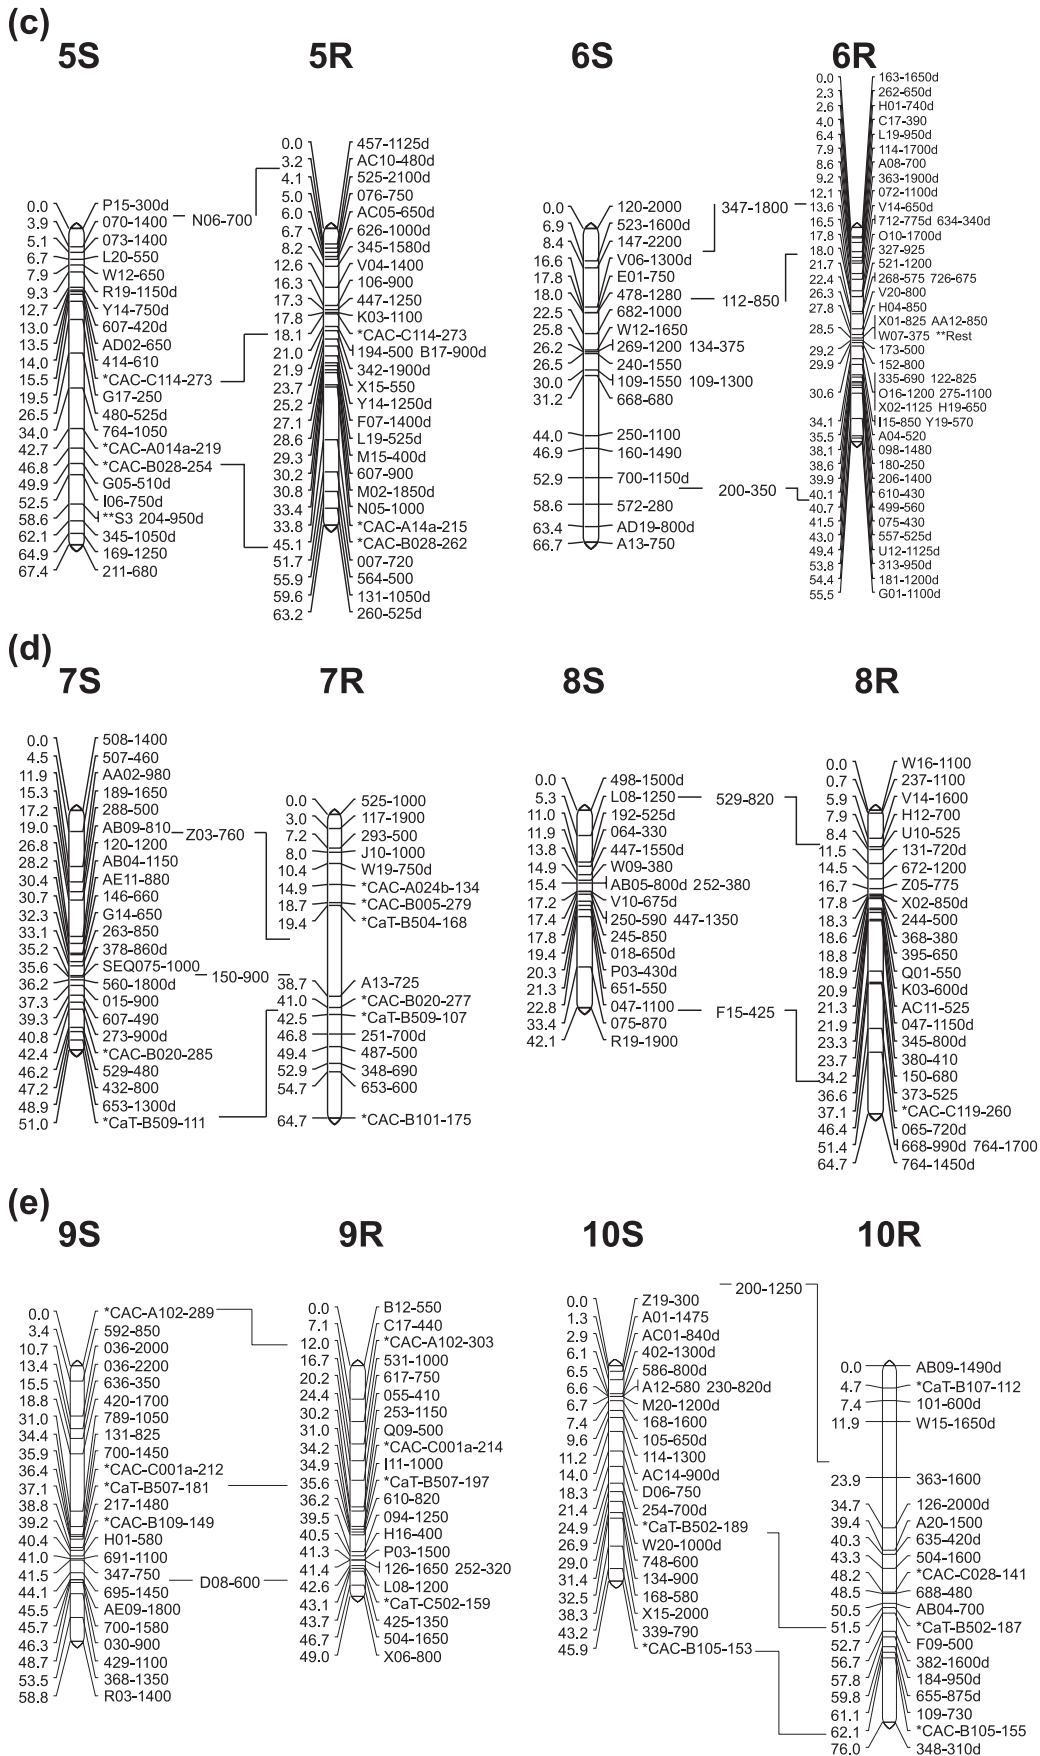 (c)
5S
0.0 P15-300d
3.9 070-1400
5.1 073-1400
6.7 L20-550
7.9 W12-650
9.3 R19-1150d
12.7 Y14-750d
13.0 607-420d
13.5 AD02-650
14.0 414-610
15.5 *CAC-C114-273
19.5 G17-250
26.5 480-525d
34.0 764-1050
42.7 *CAC-A014a-219
46.8 *CAC-B028-254
49.9 G05-510d
52.5 I06-750d
58.6 **S3 204-950d
62.1 345-1050d
64.9 169-1250
67.4 211-680
N06-700
5R
0.0 457-1125d
3.2 AC10-480d
4.1 525-2100d
5.0 076-750
6.0 AC05-650d
6.7 626-1000d
8.2 345-1580d
12.6 V04-1400
16.3 106-900
17.3 447-1250
17.8 K03-1100
18.1 *CAC-C114-273
21.0 194-500 B17-900d
21.9 342-1900d
23.7 X15-550
25.2 Y14-1250d
27.1 F07-1400d
28.6 L19-525d
29.3 M15-400d
30.2 607-900
30.8 M02-1850d
33.4 N05-1000
33.8 *CAC-A14a-215
45.1 *CAC-B028-262
51.7 007-720
55.9 564-500
59.6 131-1050d
63.2 260-525d
6S
0.0 120-2000
6.9 523-1600d
8.4 147-2200
16.6 V06-1300d
17.8 E01-750
18.0 478-1280
22.5 682-1000
25.8 W12-1650
26.2 269-1200 134-375
26.5 240-1550
30.0 109-1550 109-1300
31.2 668-680
44.0 250-1100
46.9 160-1490
52.9 700-1150d
58.6 572-280
63.4 AD19-800d
66.7 A13-750
347-1800
112-850
200-350
6R
0.0 163-1650d
2.3 262-650d
2.6 H01-740d
4.0 C17-390
6.4 L19-950d
7.9 114-1700d
8.6 A08-700
9.2 363-1900d
12.1 072-1100d
13.6 V14-650d
16.5 712-775d 634-340d
17.8 O10-1700d
18.0 327-925
21.7 521-1200
22.4 268-575 726-675
26.3 V20-800
27.8 H04-850
X01-825 AA12-850
28.5 W07-375 **Rest
29.2 173-500
29.9 152-800
335-690 122-825
30.6 O16-1200 275-1100
X02-1125 H19-650
34.1 I15-850 Y19-570
35.5 A04-520
38.1 098-1480
38.6 180-250
39.9 206-1400
40.1 610-430
40.7 499-560
41.5 075-430
43.0 557-525d
49.4 U12-1125d
53.8 313-950d
54.4 181-1200d
55.5 G01-1100d
(d)
7S
0.0 508-1400
4.5 507-460
11.9 AA02-980
15.3 189-1650
17.2 288-500
19.0 AB09-810
26.8 120-1200
28.2 AB04-1150
30.4 AE11-880
30.7 146-660
32.3 G14-650
33.1 263-850
35.2 378-860d
35.6 SEQ075-1000
36.2 560-1800d
37.3 015-900
39.3 607-490
40.8 273-900d
42.4 *CAC-B020-285
46.2 529-480
47.2 432-800
48.9 653-1300d
51.0 *CaT-B509-111
Z03-760
150-900
7R
0.0 525-1000
3.0 117-1900
7.2 293-500
8.0 J10-1000
10.4 W19-750d
14.9 *CAC-A024b-134
18.7 *CAC-B005-279
19.4 *CaT-B504-168
38.7 A13-725
41.0 *CAC-B020-277
42.5 *CaT-B509-107
46.8 251-700d
49.4 487-500
52.9 348-690
54.7 653-600
64.7 *CAC-B101-175
8S
0.0 498-1500d
5.3 L08-1250
11.0 192-525d
11.9 064-330
13.8 447-1550d
14.9 W09-380
15.4 AB05-800d 252-380
17.2 V10-675d
17.4 250-590 447-1350
17.8 245-850
19.4 018-650d
20.3 P03-430d
21.3 651-550
22.8 047-1100
33.4 075-870
42.1 R19-1900
529-820
F15-425
8R
0.0 W16-1100
0.7 237-1100
5.9 V14-1600
7.9 H12-700
8.4 U10-525
11.5 131-720d
14.5 672-1200
16.7 Z05-775
17.8 X02-850d
18.3 244-500
18.6 368-380
18.8 395-650
18.9 Q01-550
20.9 K03-600d
21.3 AC11-525
21.9 047-1150d
23.3 345-800d
23.7 380-410
34.2 150-680
36.6 373-525
37.1 *CAC-C119-260
46.4 065-720d
51.4 668-990d 764-1700
64.7 764-1450d
(e)
9S
0.0 *CAC-A102-289
3.4 592-850
10.7 036-2000
13.4 036-2200
15.5 636-350
18.8 420-1700
31.0 789-1050
34.4 131-825
35.9 700-1450
36.4 *CAC-C001a-212
37.1 *CaT-B507-181
38.8 217-1480
39.2 *CAC-B109-149
40.4 H01-580
41.0 691-1100
41.5 347-750
44.1 695-1450
45.5 AE09-1800
45.7 700-1580
46.3 030-900
48.7 429-1100
53.5 368-1350
58.8 R03-1400
D08-600
9R
0.0 B12-550
7.1 C17-440
12.0 *CAC-A102-303
16.7 531-1000
20.2 617-750
24.4 055-410
30.2 253-1150
31.0 Q09-500
34.2 *CAC-C001a-214
34.9 I11-1000
35.6 *CaT-B507-197
36.2 610-820
39.5 094-1250
40.5 H16-400
41.3 P03-1500
41.4 126-1650 252-320
42.6 L08-1200
43.1 *CaT-C502-159
43.7 425-1350
46.7 504-1650
49.0 X06-800
10S
0.0 Z19-300
1.3 A01-1475
2.9 AC01-840d
6.1 402-1300d
6.5 586-800d
6.6 A12-580 230-820d
6.7 M20-1200d
7.4 168-1600
9.6 105-650d
11.2 114-1300
14.0 AC14-900d
18.3 D06-750
21.4 254-700d
24.9 *CaT-B502-189
26.9 W20-1000d
29.0 748-600
31.4 134-900
32.5 168-580
38.3 X15-2000
43.2 339-790
45.9 *CAC-B105-153
200-1250
10R
0.0 AB09-1490d
4.7 *CaT-B107-112
7.4 101-600d
11.9 W15-1650d
23.9 363-1600
34.7 126-2000d
39.4 A20-1500
40.3 635-420d
43.3 504-1600
48.2 *CAC-C028-141
48.5 688-480
50.5 AB04-700
51.5 *CaT-B502-187
52.7 F09-500
56.7 382-1600d
57.8 184-950d
59.8 655-875d
61.1 109-730
62.1 *CAC-B105-155
76.0 348-310d